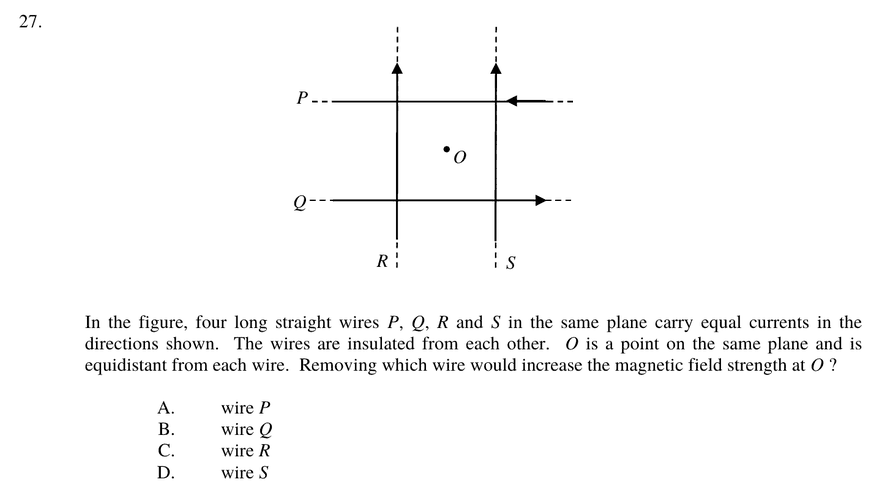 27.
P
O
Q
R
S
In the figure, four long straight wires P, Q, R and S in the same plane carry equal currents in the
directions shown. The wires are insulated from each other. O is a point on the same plane and is
equidistant from each wire. Removing which wire would increase the magnetic field strength at O ?
A. wire P
B. wire Q
C. wire R
D. wire S